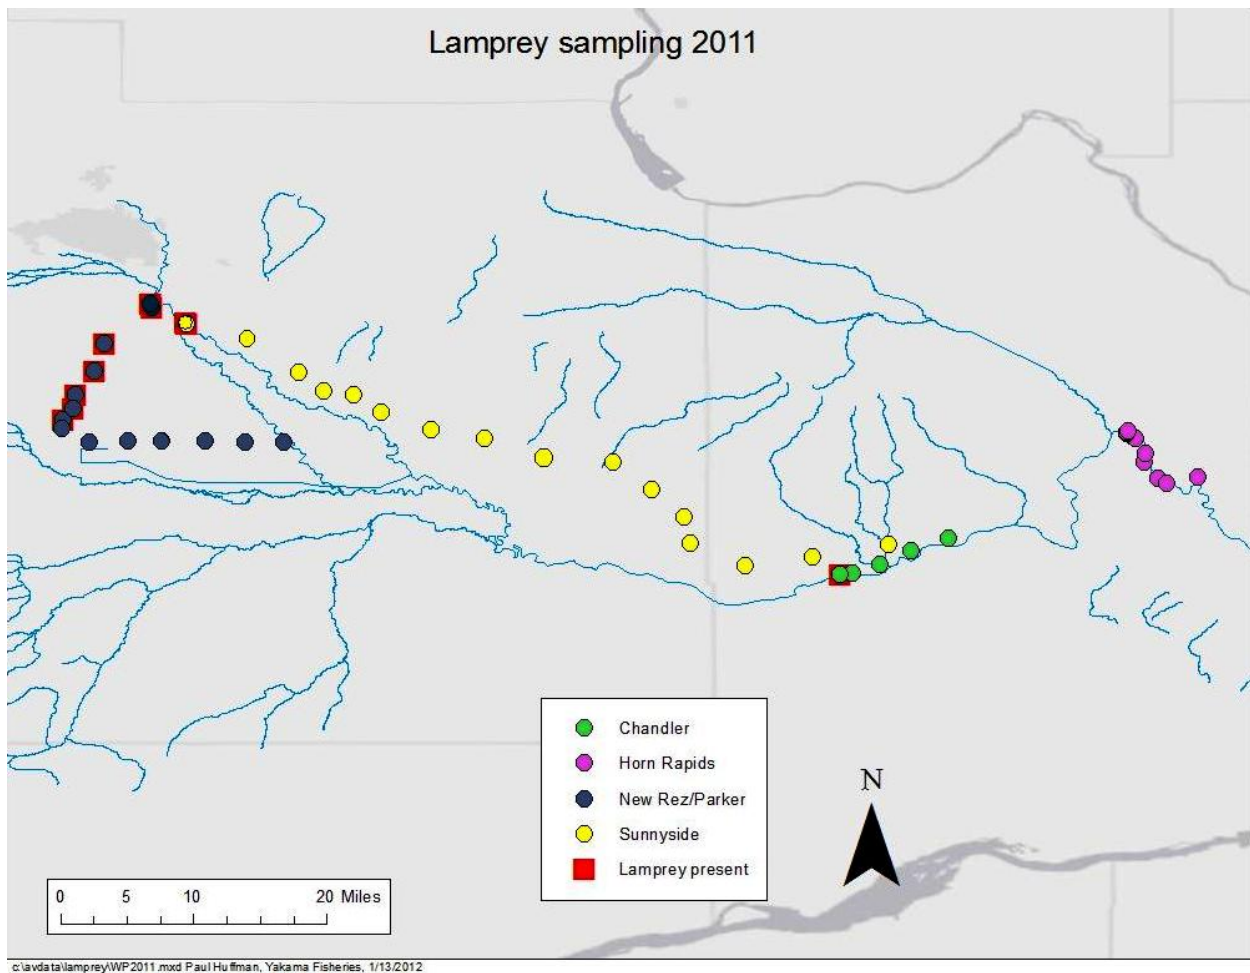 Lamprey sampling 2011
Chandler
Horn Rapids
New Rez/Parker
Sunnyside
Lamprey present
N
0 5 10 20 Miles
c:\avdata\lamprey\WP2011.mxd Paul Huffman, Yakama Fisheries, 1/13/2012